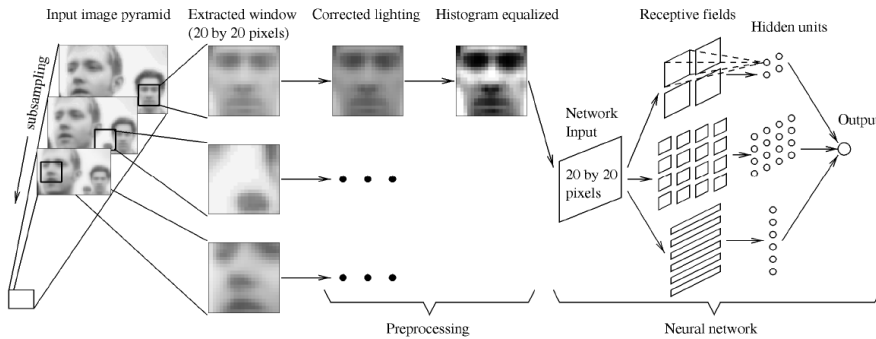 Input image pyramid
Extracted window
(20 by 20 pixels)
Corrected lighting
Histogram equalized
Receptive fields
Hidden units
subsampling
Network
Input
Output
20 by 20
pixels
Preprocessing
Neural network